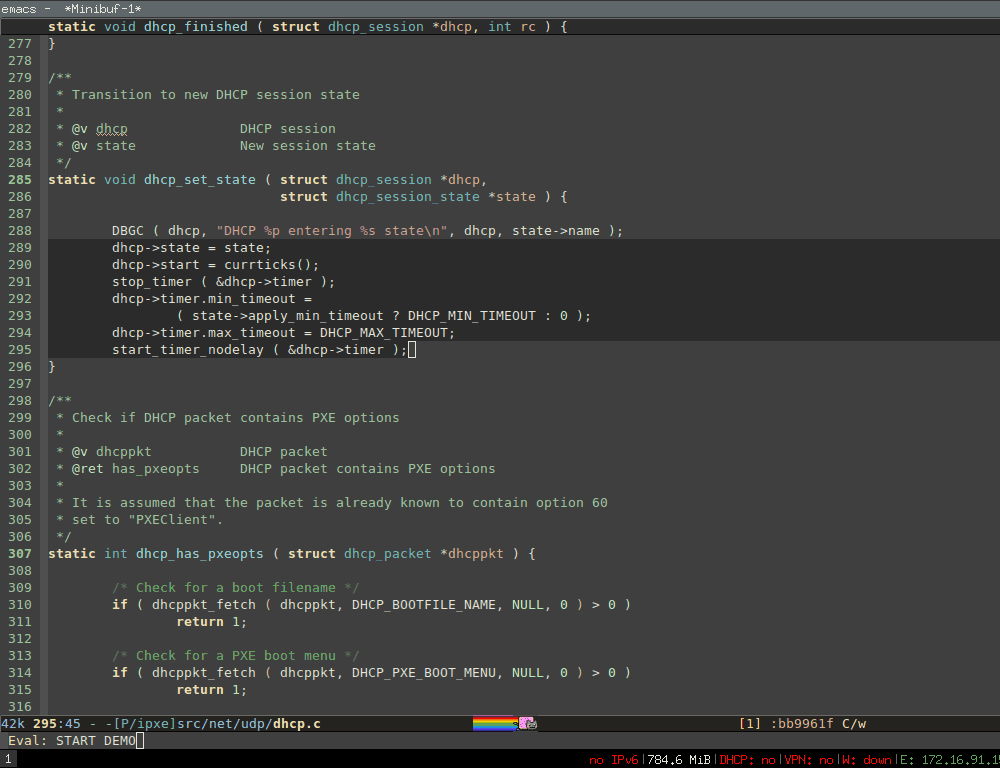 emacs -  *Minibuf-1*
      static void dhcp_finished ( struct dhcp_session *dhcp, int rc ) {
277 }
278
279 /**
280  * Transition to new DHCP session state
281  *
282  * @v dhcp              DHCP session
283  * @v state             New session state
284  */
285 static void dhcp_set_state ( struct dhcp_session *dhcp,
286                              struct dhcp_session_state *state ) {
287
288         DBGC ( dhcp, "DHCP %p entering %s state\n", dhcp, state->name );
289         dhcp->state = state;
290         dhcp->start = currticks();
291         stop_timer ( &dhcp->timer );
292         dhcp->timer.min_timeout =
293                 ( state->apply_min_timeout ? DHCP_MIN_TIMEOUT : 0 );
294         dhcp->timer.max_timeout = DHCP_MAX_TIMEOUT;
295         start_timer_nodelay ( &dhcp->timer );
296 }
297
298 /**
299  * Check if DHCP packet contains PXE options
300  *
301  * @v dhcppkt           DHCP packet
302  * @ret has_pxeopts     DHCP packet contains PXE options
303  *
304  * It is assumed that the packet is already known to contain option 60
305  * set to "PXEClient".
306  */
307 static int dhcp_has_pxeopts ( struct dhcp_packet *dhcppkt ) {
308
309         /* Check for a boot filename */
310         if ( dhcppkt_fetch ( dhcppkt, DHCP_BOOTFILE_NAME, NULL, 0 ) > 0 )
311                 return 1;
312
313         /* Check for a PXE boot menu */
314         if ( dhcppkt_fetch ( dhcppkt, DHCP_PXE_BOOT_MENU, NULL, 0 ) > 0 )
315                 return 1;
316
42k 295:45 - -[P/ipxe]src/net/udp/dhcp.c [1] :bb9961f C/w
Eval: START DEMO
1 no IPv6|784.6 MiB|DHCP: no|VPN: no|W: down|E: 172.16.91.1